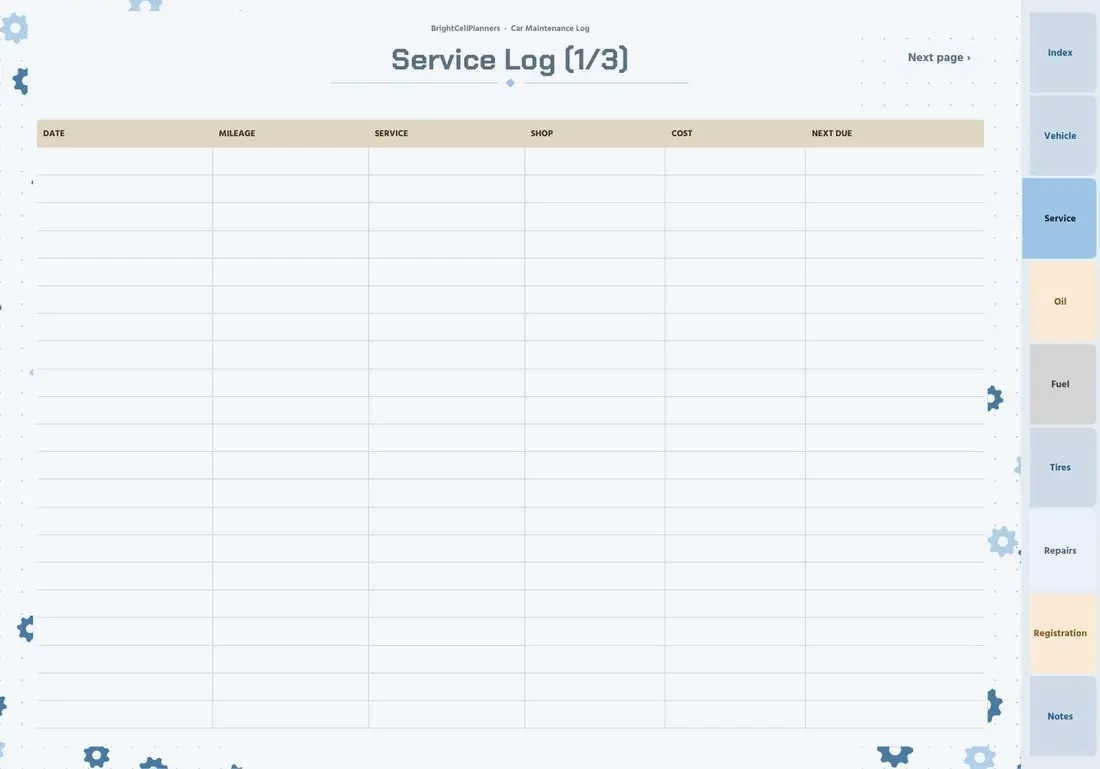 BrightCellPlanners · Car Maintenance Log
Service Log (1/3)
Next page ›
DATE MILEAGE SERVICE SHOP COST NEXT DUE
Index
Vehicle
Service
Oil
Fuel
Tires
Repairs
Registration
Notes